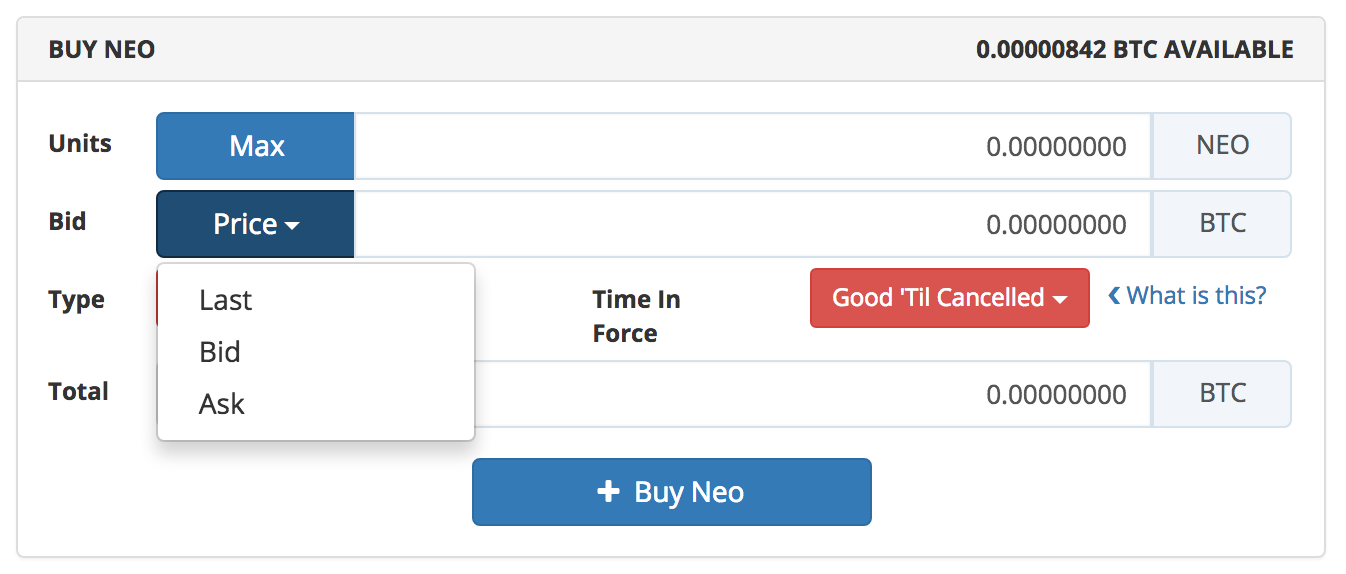 BUY NEO 0.00000842 BTC AVAILABLE
Units Max 0.00000000 NEO
Bid Price 0.00000000 BTC
Type Last Time In Force Good 'Til Cancelled What is this?
Bid
Ask
Total 0.00000000 BTC
Buy Neo